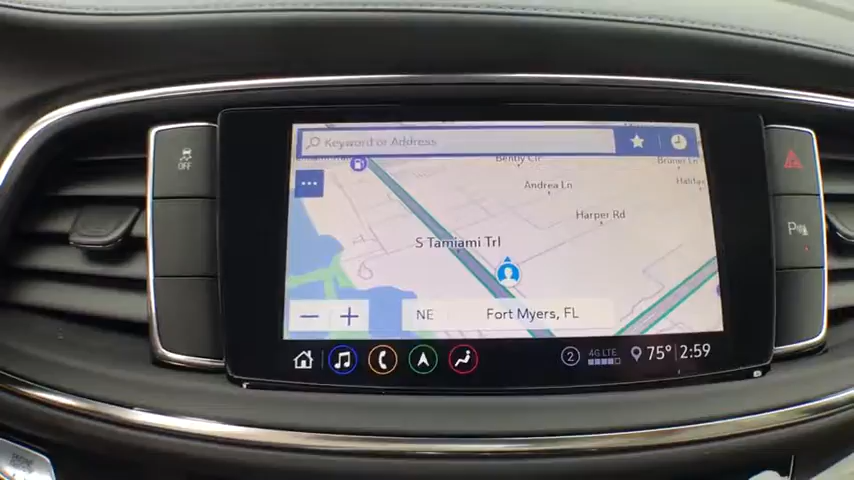 OFF
Keyword or Address
Bently Cir
Bruner Ln
Andrea Ln
Halifax
Harper Rd
S Tamiami Trl
NE
Fort Myers, FL
2
4G LTE
75°
2:59
P